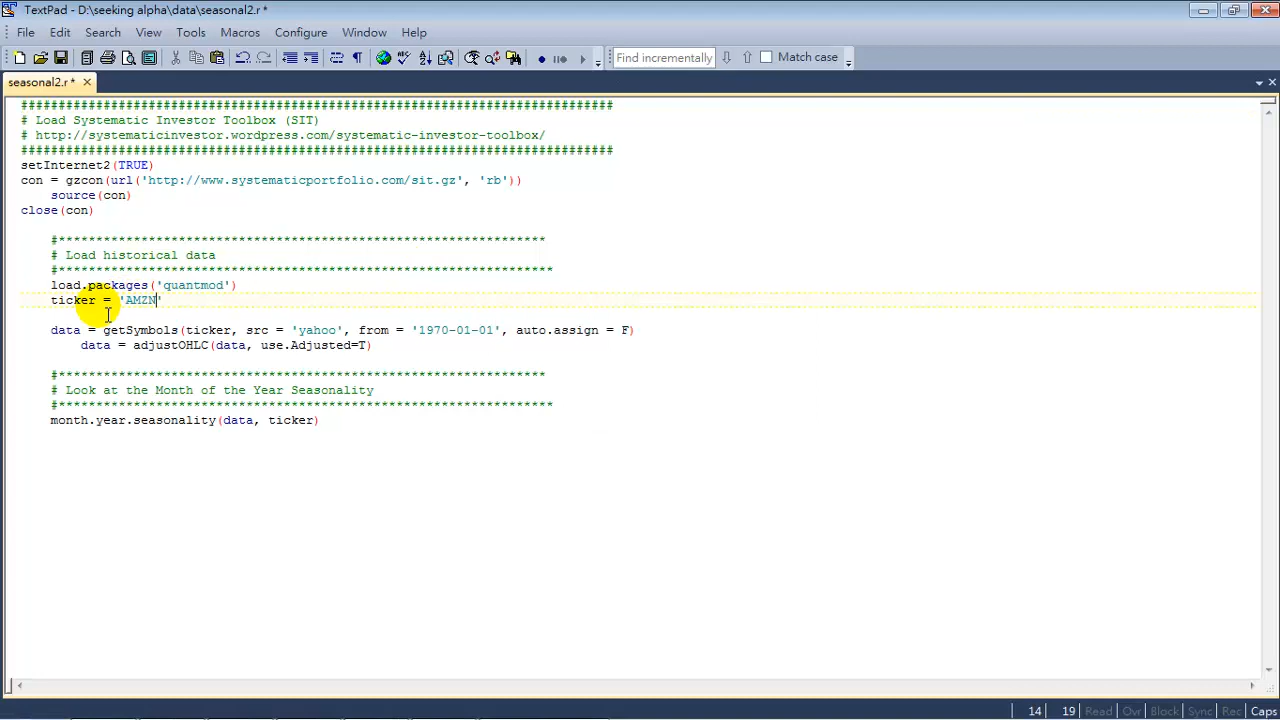 TextPad - D:\seeking alpha\data\seasonal2.r *
File Edit Search View Tools Macros Configure Window Help
Find incrementally Match case
seasonal2.r *
###############################################################################
# Load Systematic Investor Toolbox (SIT)
# http://systematicinvestor.wordpress.com/systematic-investor-toolbox/
###############################################################################
setInternet2(TRUE)
con = gzcon(url('http://www.systematicportfolio.com/sit.gz', 'rb'))
source(con)
close(con)
#*****************************************************************
# Load historical data
#******************************************************************
load.packages('quantmod')
ticker = 'AMZN'
data = getSymbols(ticker, src = 'yahoo', from = '1970-01-01', auto.assign = F)
data = adjustOHLC(data, use.Adjusted=T)
#*****************************************************************
# Look at the Month of the Year Seasonality
#******************************************************************
month.year.seasonality(data, ticker)
14 19 Read Ovr Block Sync Rec Caps